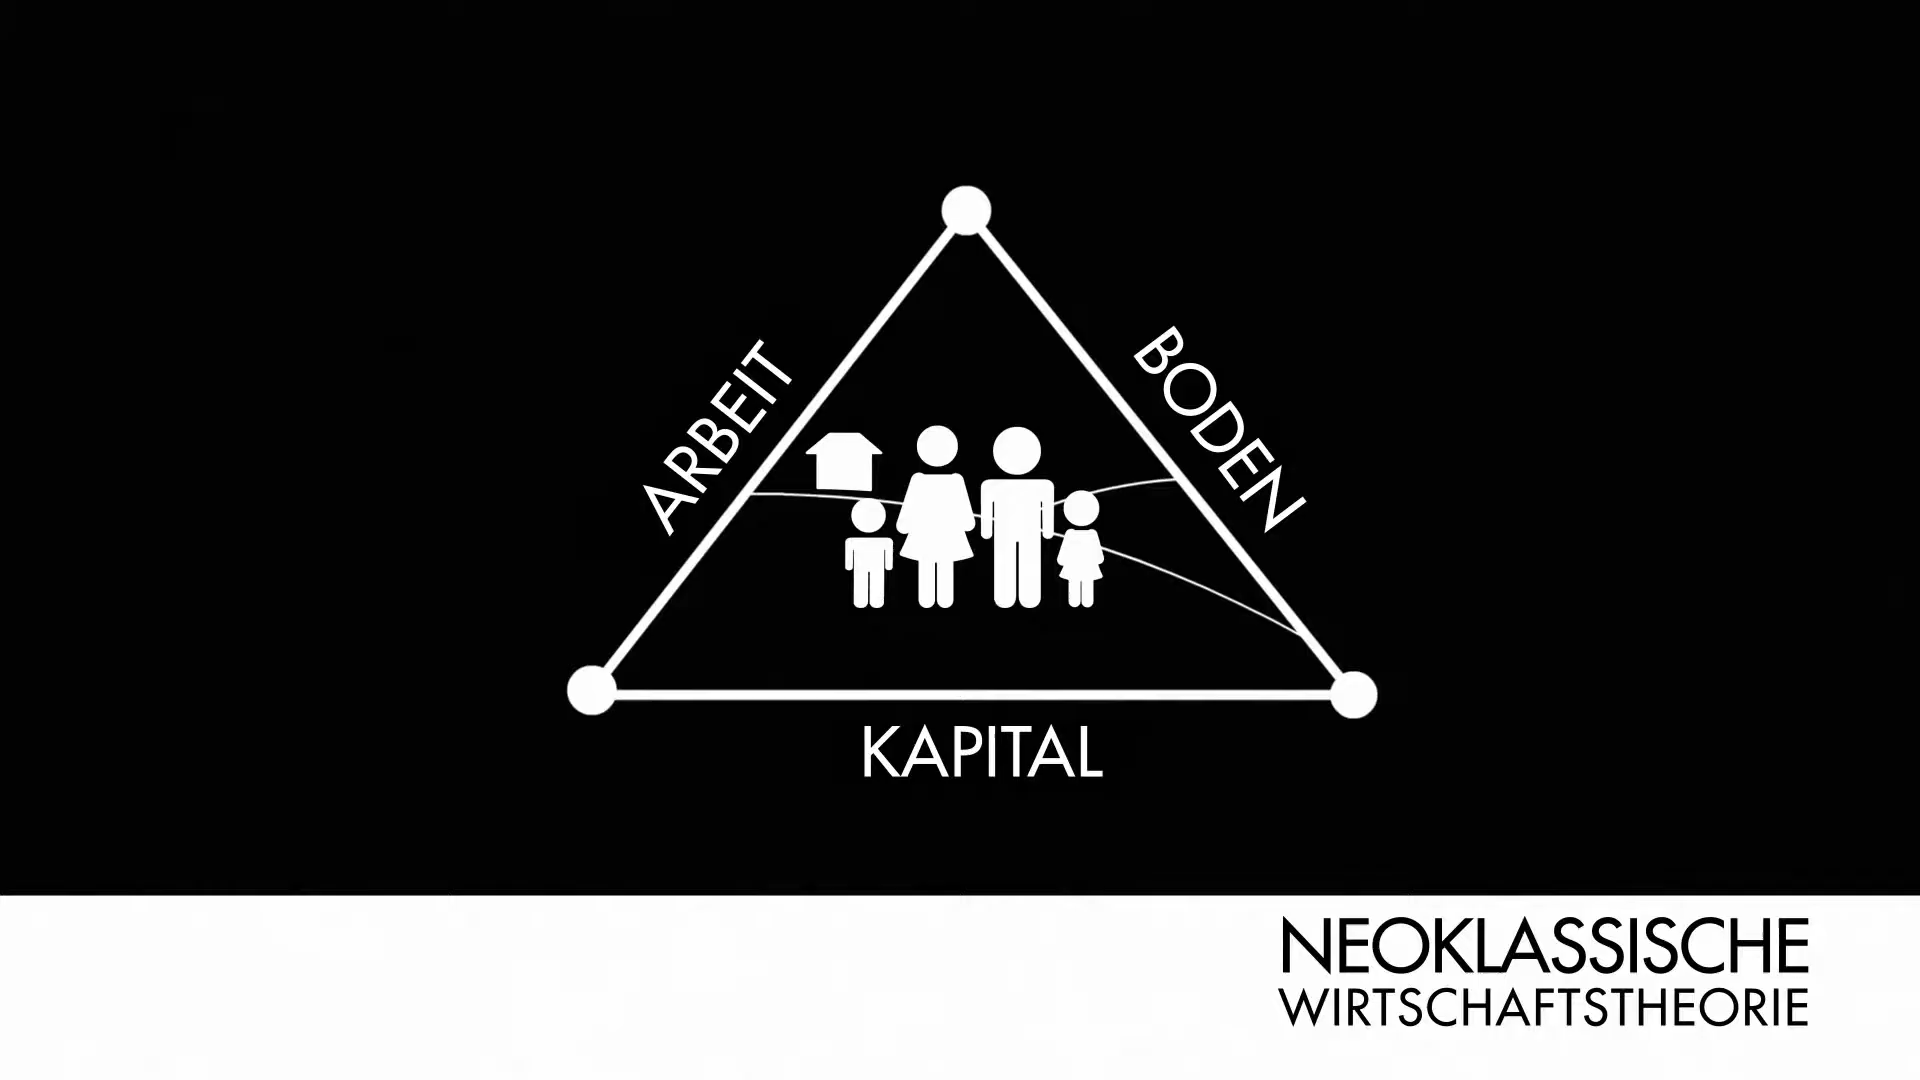 ARBEIT
BODEN
KAPITAL
NEOKLASSISCHE
WIRTSCHAFTSTHEORIE